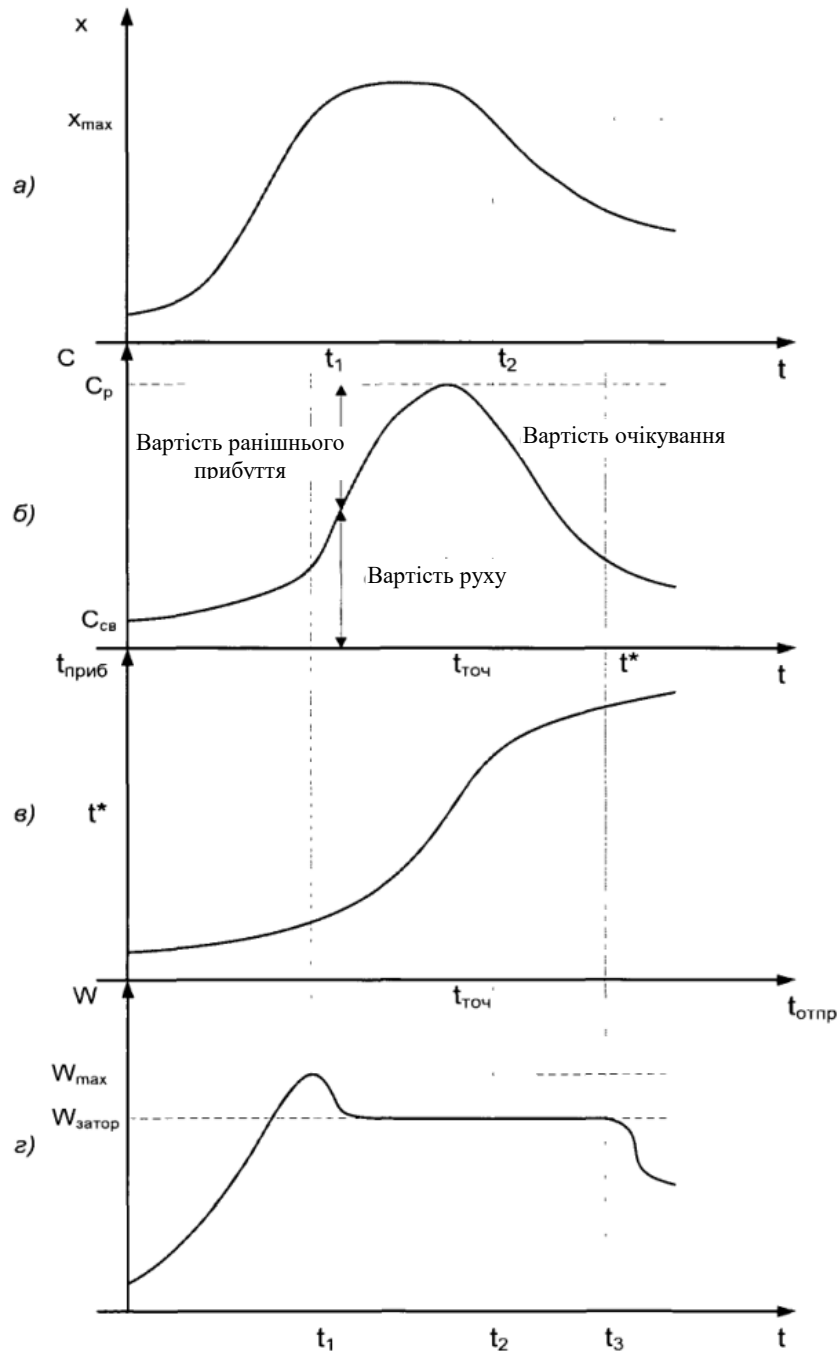 x
x_max
а)
t_1 t_2 t
C
C_р
Вартість ранішнього
прибуття
Вартість очікування
б)
Вартість руху
C_св
t_приб t_точ t* t
в) t*
W t_точ t_отпр
W_max
W_затор
г)
t_1 t_2 t_3 t